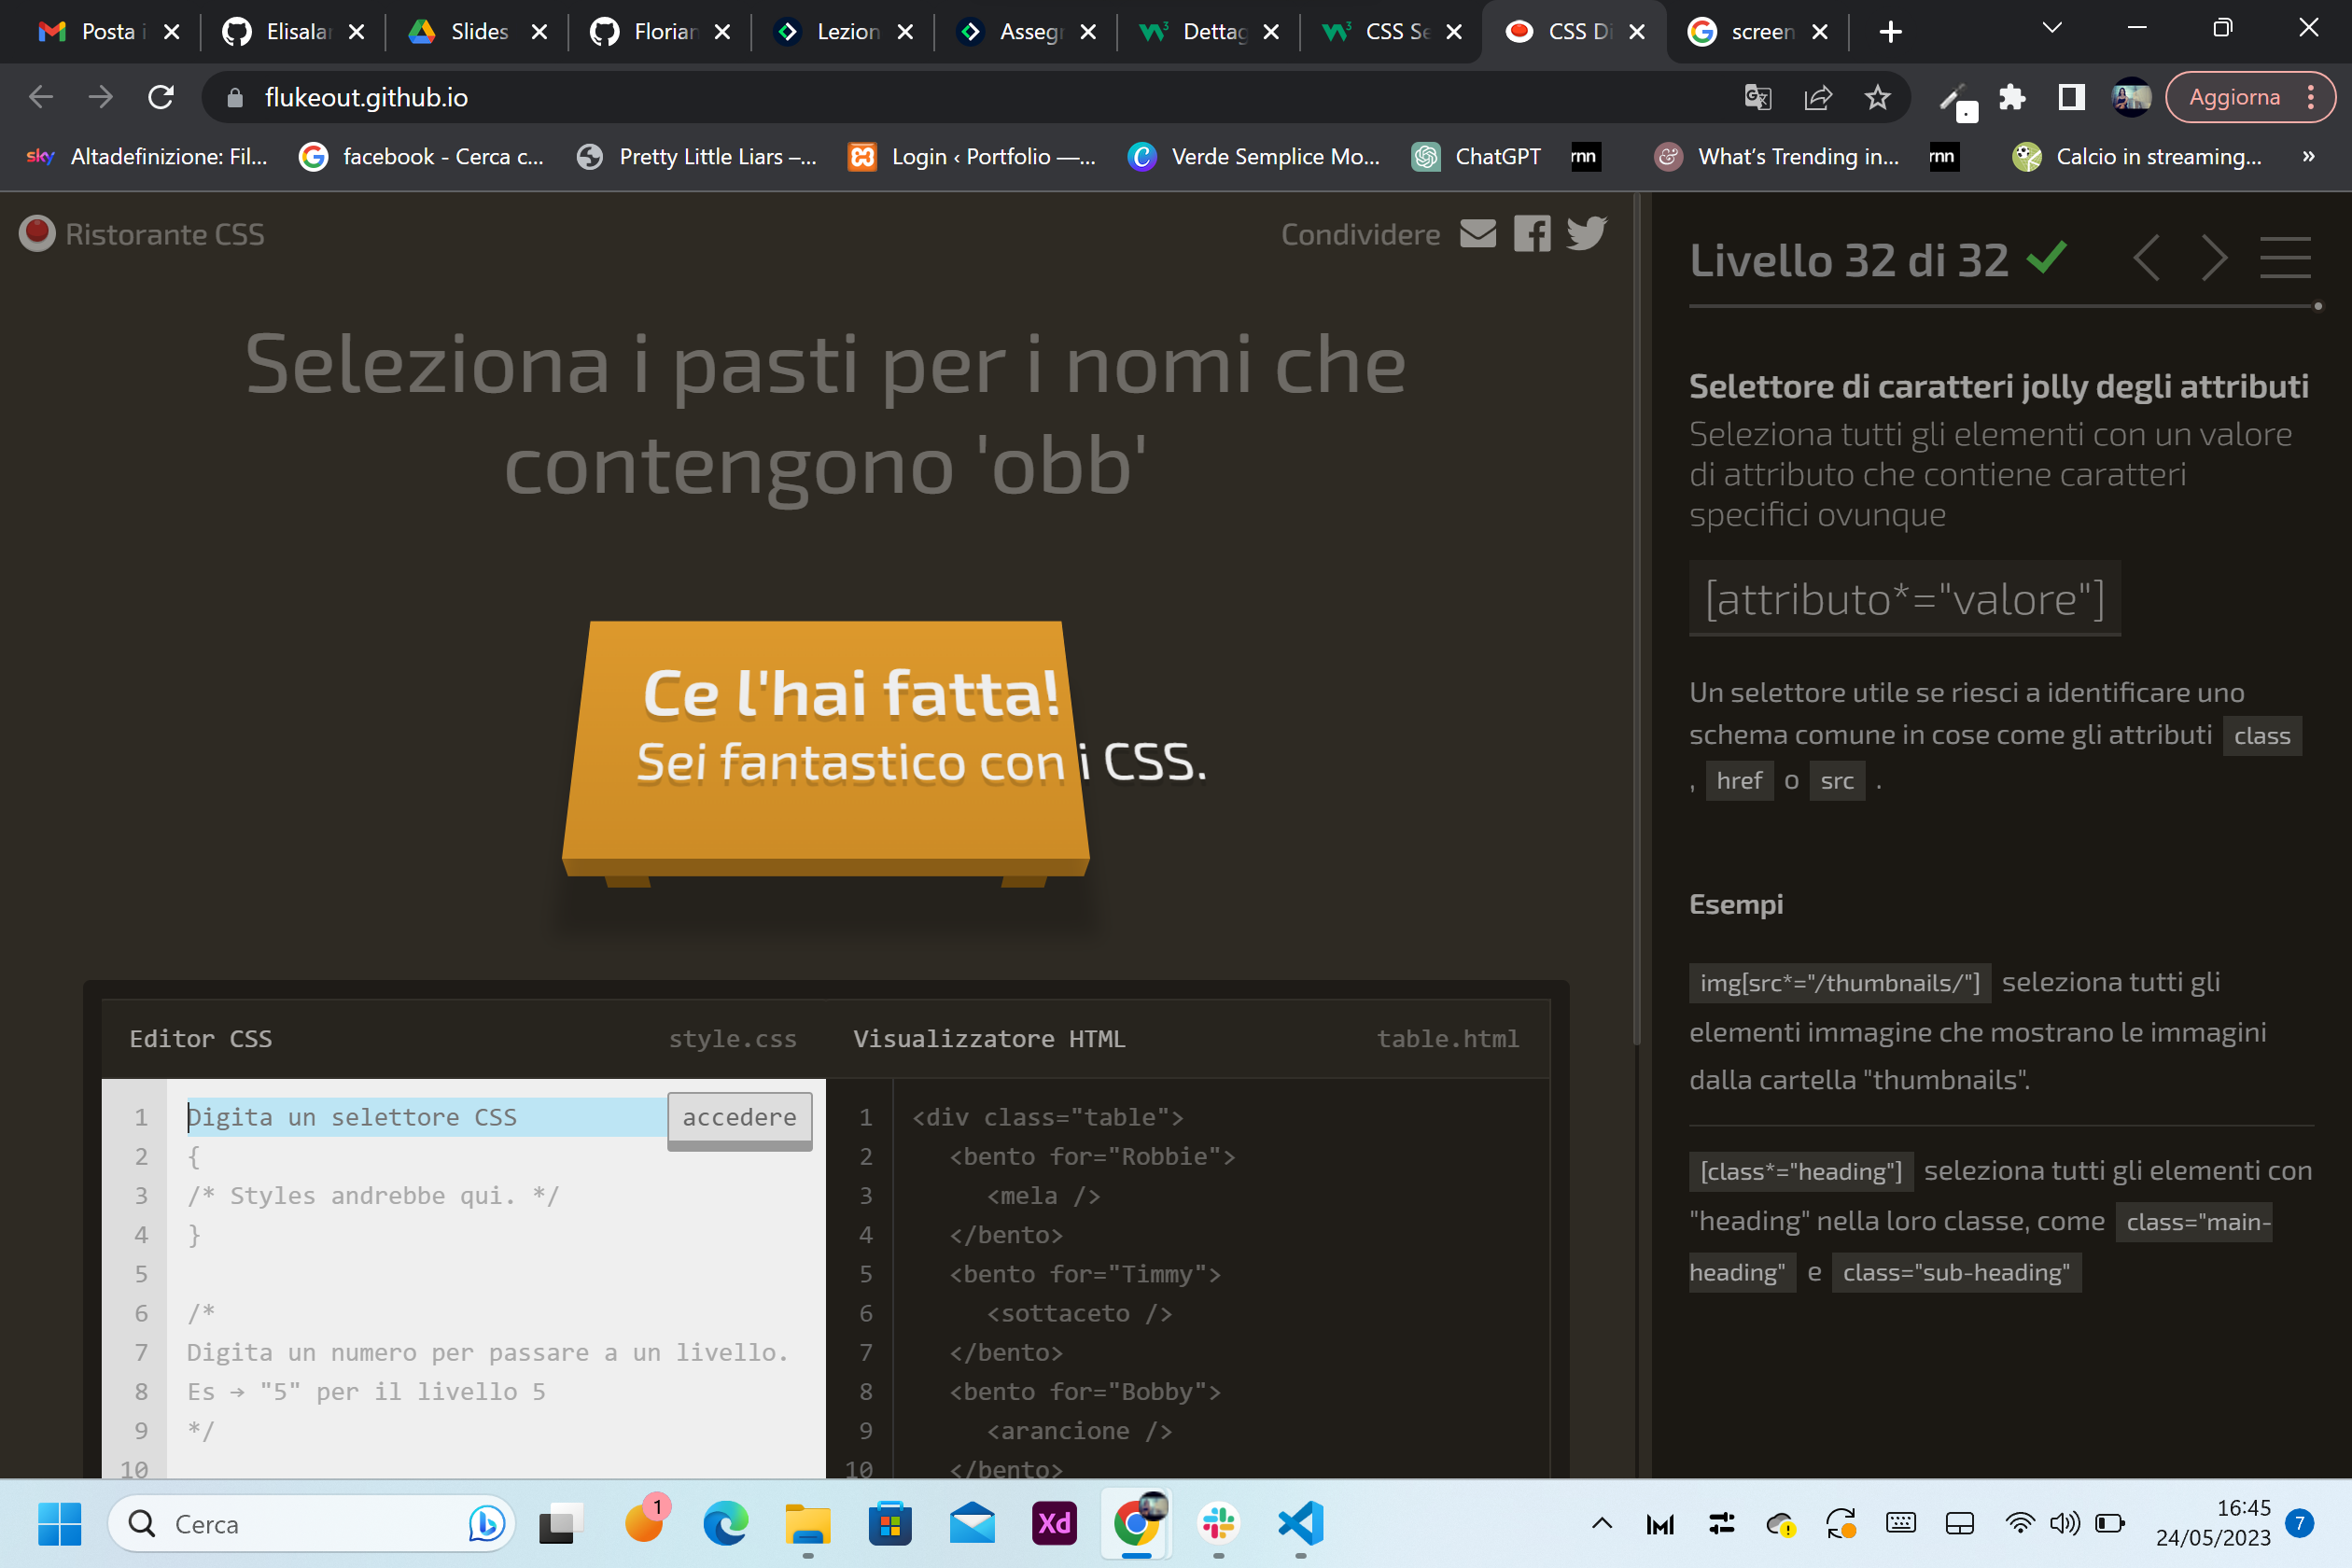 Posta i
Elisalar
Slides
Florian
Lezion
Assegn
Dettag
CSS Se
CSS Di
screen
flukeout.github.io
Aggiorna
sky Altadefinizione: Fil...
facebook - Cerca c...
Pretty Little Liars –...
Login ‹ Portfolio —...
Verde Semplice Mo...
ChatGPT
rnn
What's Trending in...
rnn
Calcio in streaming...
»
Ristorante CSS
Condividere
Seleziona i pasti per i nomi che
contengono 'obb'
Ce l'hai fatta!
Sei fantastico con i CSS.
Editor CSS style.css
1 Digita un selettore CSS accedere
2 {
3 /* Styles andrebbe qui. */
4 }
5
6 /*
7 Digita un numero per passare a un livello.
8 Es → "5" per il livello 5
9 */
10
Visualizzatore HTML table.html
1 <div class="table">
2 <bento for="Robbie">
3 <mela />
4 </bento>
5 <bento for="Timmy">
6 <sottaceto />
7 </bento>
8 <bento for="Bobby">
9 <arancione />
10 </bento>
Livello 32 di 32
Selettore di caratteri jolly degli attributi
Seleziona tutti gli elementi con un valore
di attributo che contiene caratteri
specifici ovunque
[attributo*="valore"]
Un selettore utile se riesci a identificare uno
schema comune in cose come gli attributi class
, href o src .
Esempi
img[src*="/thumbnails/"] seleziona tutti gli
elementi immagine che mostrano le immagini
dalla cartella "thumbnails".
[class*="heading"] seleziona tutti gli elementi con
"heading" nella loro classe, come class="main-
heading" e class="sub-heading"
Cerca
1
Xd
16:45
24/05/2023
7